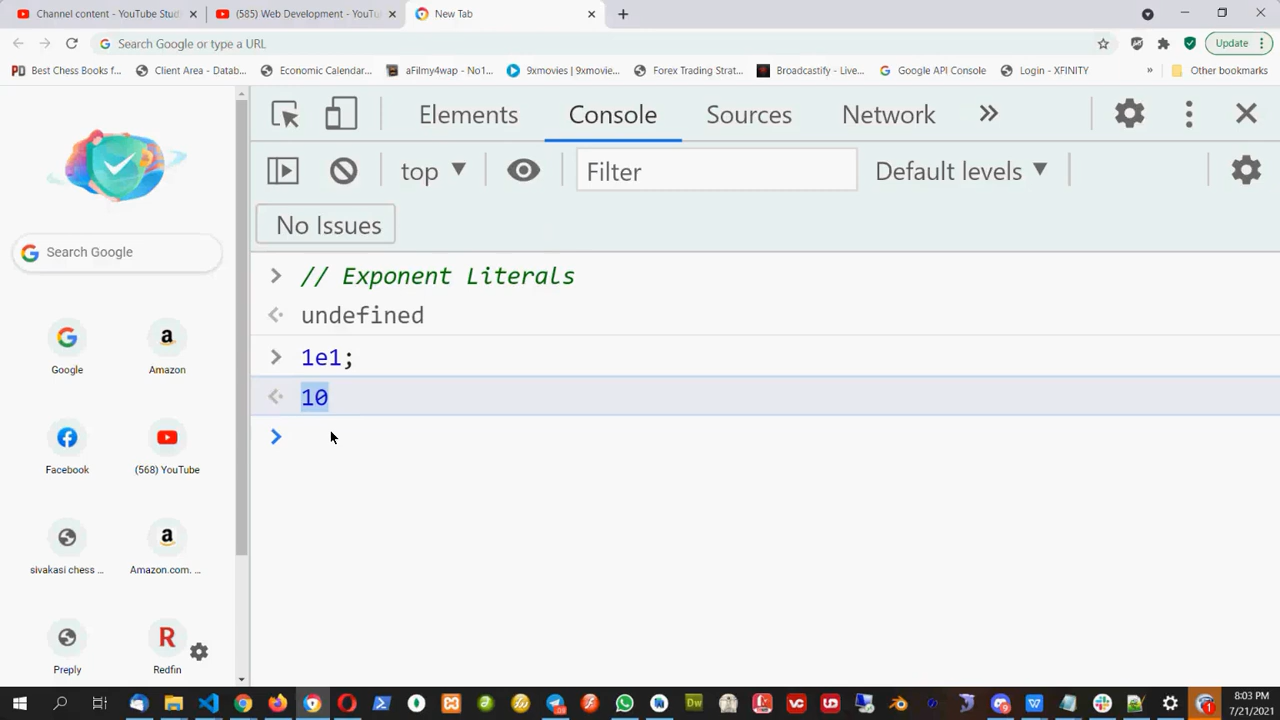 Channel content - YouTube Stud
(585) Web Development - YouTu
New Tab
Search Google or type a URL
Update
Best Chess Books f...
Client Area - Datab...
Economic Calendar...
aFilmy4wap - No1...
9xmovies | 9xmovie...
Forex Trading Strat...
Broadcastify - Live...
Google API Console
Login - XFINITY
»
Other bookmarks
Elements
Console
Sources
Network
top
Filter
Default levels
No Issues
Search Google
Google
Amazon
Facebook
(568) YouTube
sivakasi chess ...
Amazon.com. ...
Preply
Redfin
> // Exponent Literals
undefined
> 1e1;
10
>
8:03 PM
7/21/2021